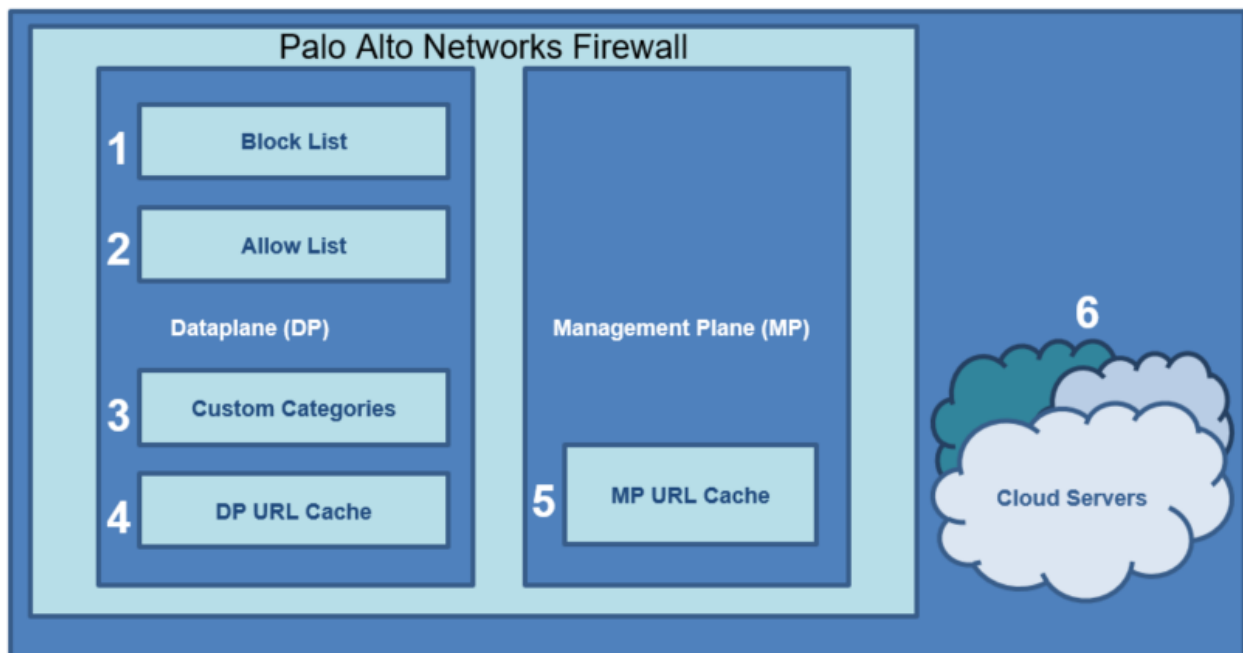 Palo Alto Networks Firewall
1
Block List
2
Allow List
Dataplane (DP)
3
Custom Categories
4
DP URL Cache
Management Plane (MP)
5
MP URL Cache
6
Cloud Servers